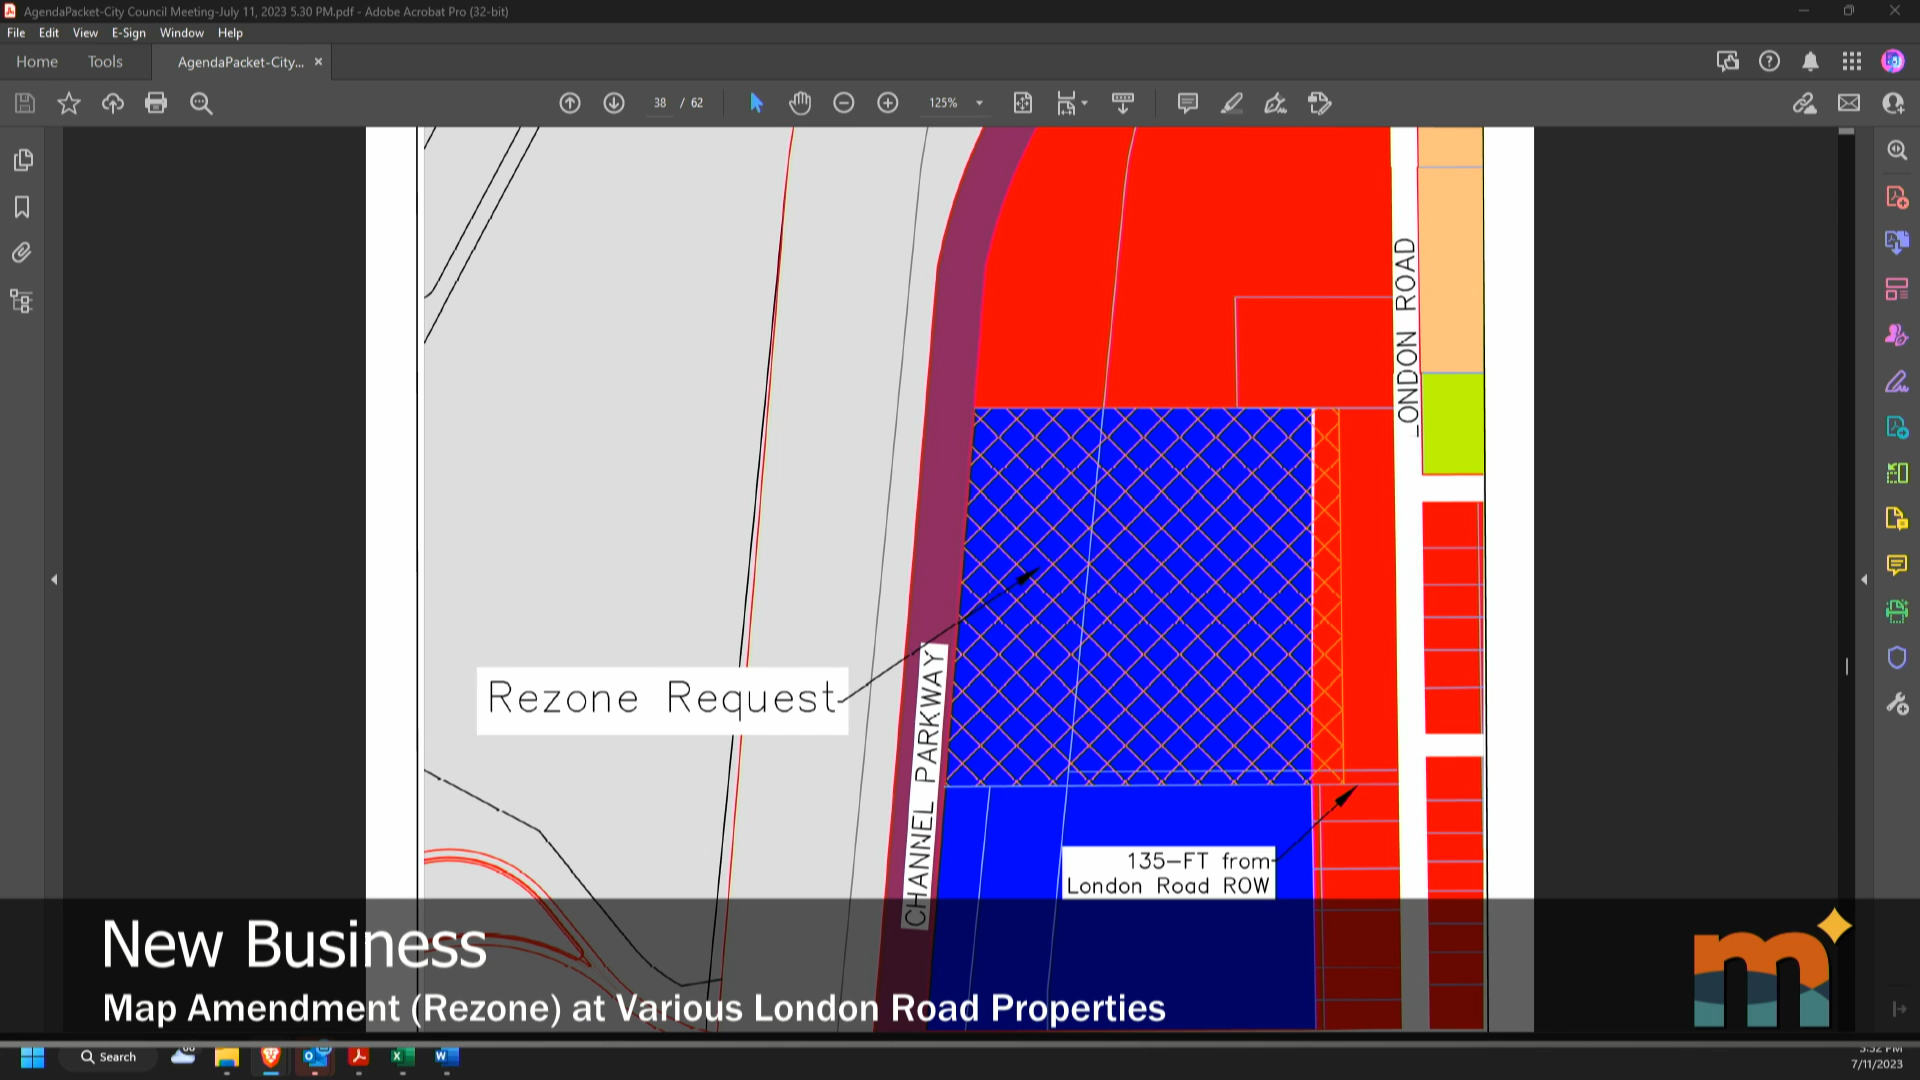 AgendaPacket-City Council Meeting-July 11, 2023 5.30 PM.pdf - Adobe Acrobat Pro (32-bit)
File Edit View E-Sign Window Help
Home Tools AgendaPacket-City... ×
38 / 62 125%
LONDON ROAD
Rezone Request
CHANNEL PARKWAY
135-FT from
London Road ROW
New Business
Map Amendment (Rezone) at Various London Road Properties
m
Search
7/11/2023